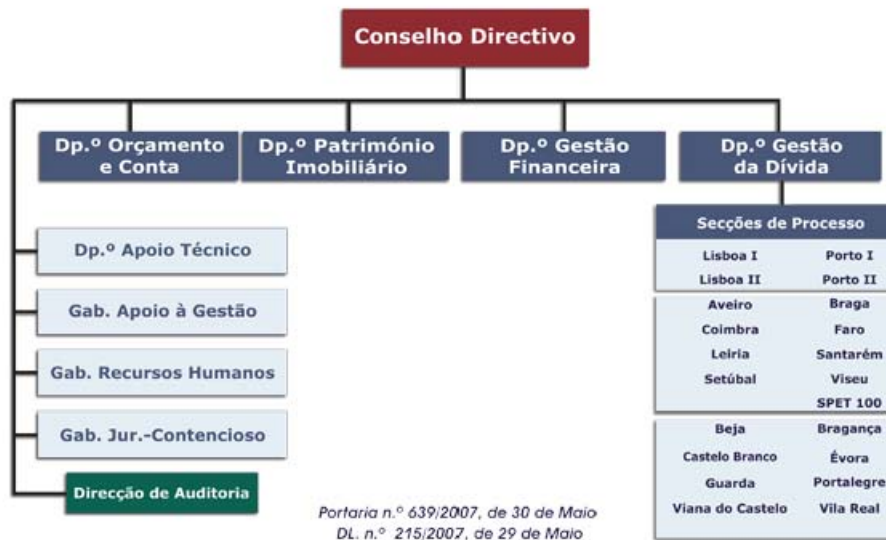 Conselho Directivo
Dp.º Orçamento
e Conta
Dp.º Património
Imobiliário
Dp.º Gestão
Financeira
Dp.º Gestão
da Dívida
Dp.º Apoio Técnico
Gab. Apoio à Gestão
Gab. Recursos Humanos
Gab. Jur.-Contencioso
Direcção de Auditoria
Secções de Processo
Lisboa I Porto I
Lisboa II Porto II
Aveiro Braga
Coimbra Faro
Leiria Santarém
Setúbal Viseu
SPET 100
Beja Bragança
Castelo Branco Évora
Guarda Portalegre
Viana do Castelo Vila Real
Portaria n.º 639/2007, de 30 de Maio
DL. n.º 215/2007, de 29 de Maio